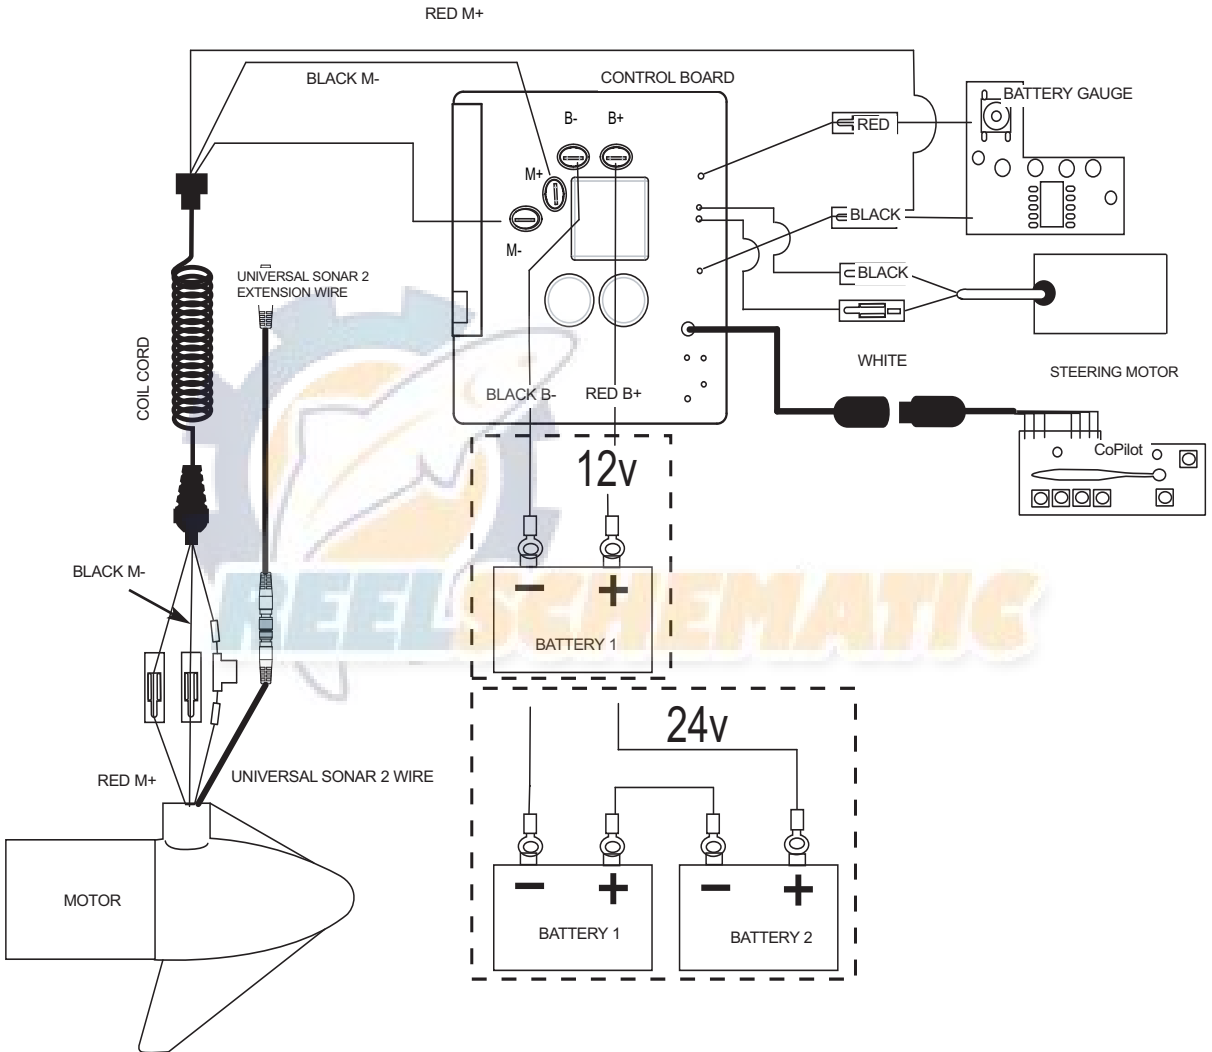 RED M+
BLACK M-
CONTROL BOARD
BATTERY GAUGE
B- B+
RED
M+
BLACK
M-
BLACK
UNIVERSAL SONAR 2
EXTENSION WIRE
COIL CORD
WHITE
STEERING MOTOR
BLACK B- RED B+
CoPilot
12v
BLACK M-
REELSCHEMATIC
- +
BATTERY 1
24v
RED M+
UNIVERSAL SONAR 2 WIRE
MOTOR
- + - +
BATTERY 1
BATTERY 2